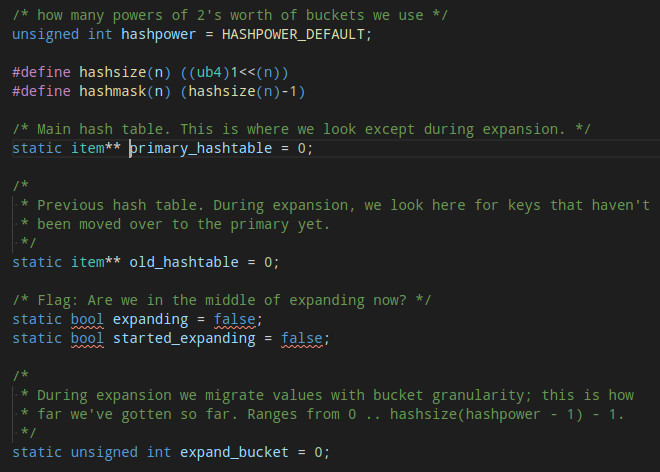 /* how many powers of 2's worth of buckets we use */
unsigned int hashpower = HASHPOWER_DEFAULT;
#define hashsize(n) ((ub4)1<<(n))
#define hashmask(n) (hashsize(n)-1)
/* Main hash table. This is where we look except during expansion. */
static item** primary_hashtable = 0;
/*
* Previous hash table. During expansion, we look here for keys that haven't
* been moved over to the primary yet.
*/
static item** old_hashtable = 0;
/* Flag: Are we in the middle of expanding now? */
static bool expanding = false;
static bool started_expanding = false;
/*
* During expansion we migrate values with bucket granularity; this is how
* far we've gotten so far. Ranges from 0 .. hashsize(hashpower - 1) - 1.
*/
static unsigned int expand_bucket = 0;